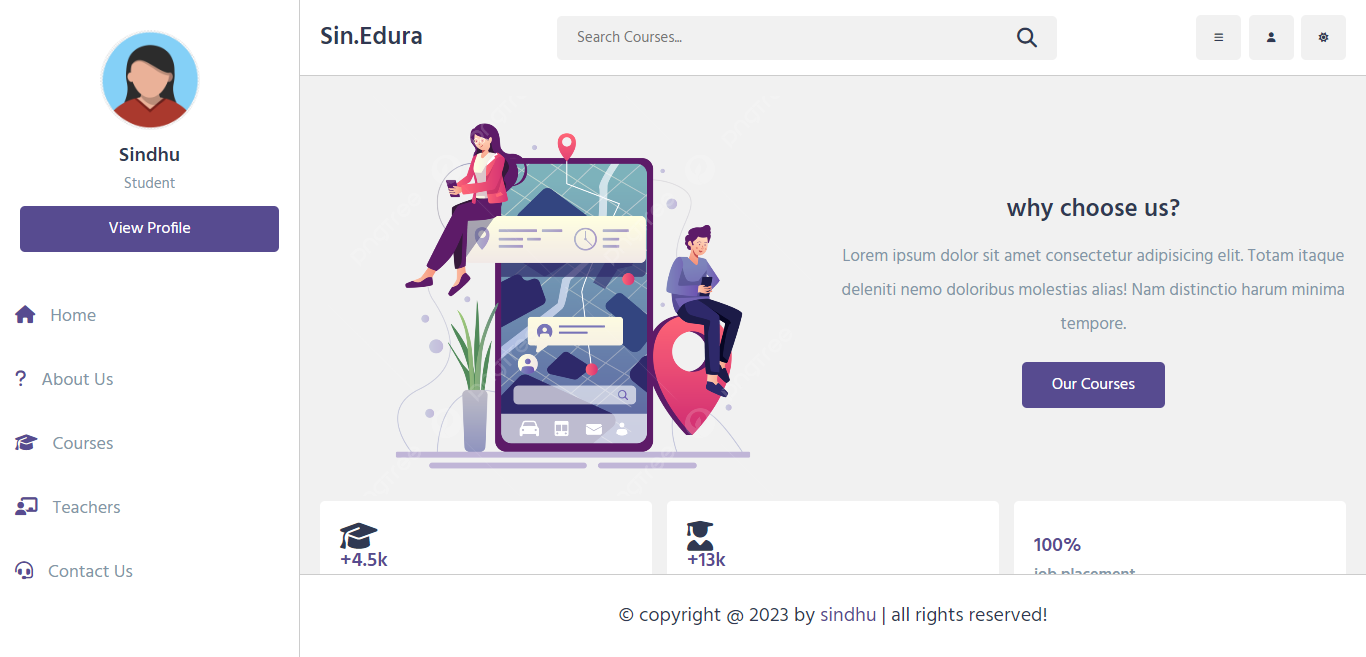 Sindhu
Student
View Profile
Home
About Us
Courses
Teachers
Contact Us
Sin.Edura
Search Courses...
why choose us?
Lorem ipsum dolor sit amet consectetur adipisicing elit. Totam itaque
deleniti nemo doloribus molestias alias! Nam distinctio harum minima
tempore.
Our Courses
+4.5k
+13k
100%
job placement
© copyright @ 2023 by sindhu | all rights reserved!